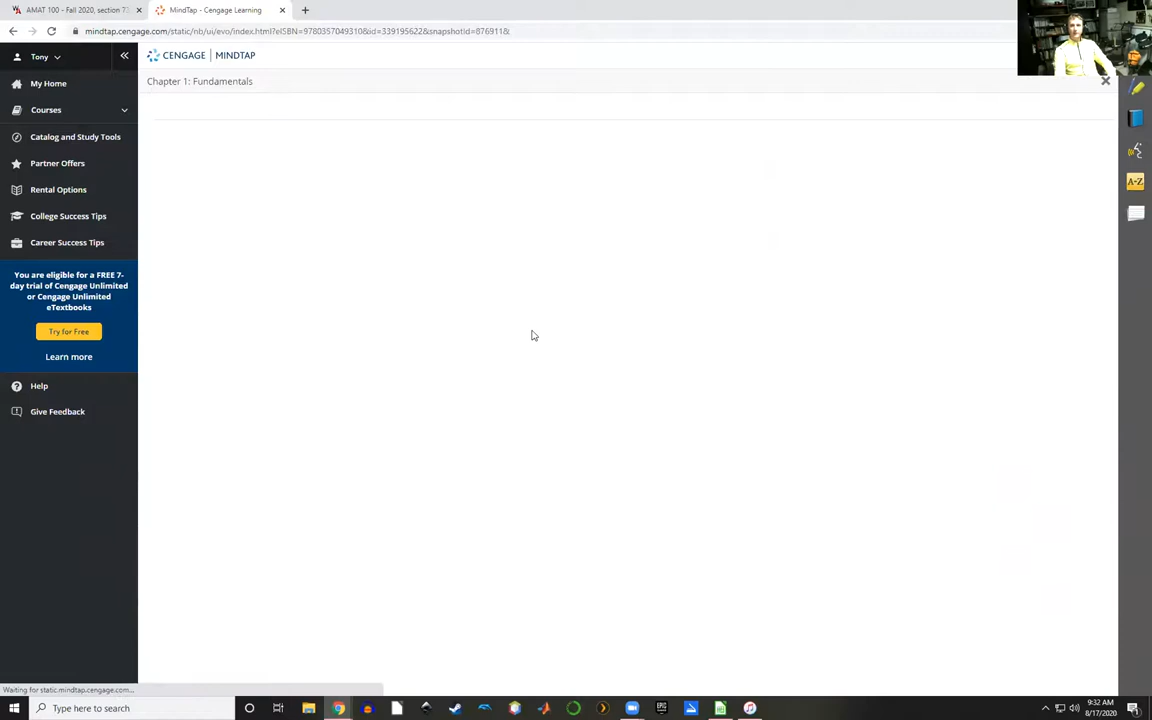 AMAT 100 - Fall 2020, section 7
MindTap - Cengage Learning
mindtap.cengage.com/static/nb/ui/evo/index.html?eISBN=9780357049310&id=339195622&snapshotId=876911&
Tony
CENGAGE | MINDTAP
Chapter 1: Fundamentals
My Home
Courses
Catalog and Study Tools
Partner Offers
Rental Options
College Success Tips
Career Success Tips
You are eligible for a FREE 7-
day trial of Cengage Unlimited
or Cengage Unlimited
eTextbooks
Try for Free
Learn more
Help
Give Feedback
A-Z
Waiting for static.mindtap.cengage.com...
Type here to search
EPIC
9:32 AM
8/17/2020